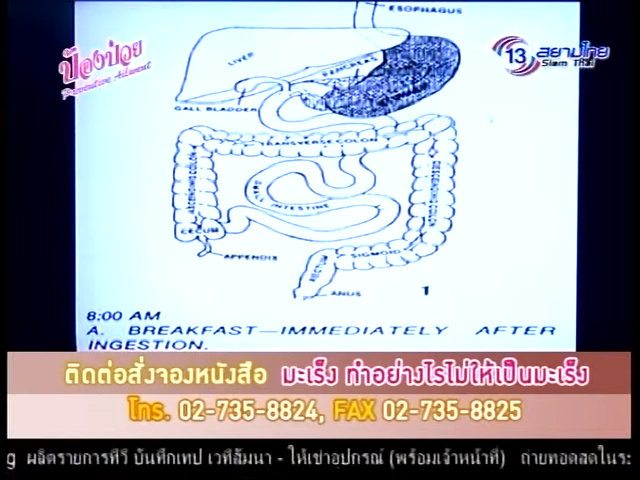 ป้องป่วย
Preventive Ailment
13 สยามไทย
Siam Thai
ESOPHAGUS
LIVER
PANCREAS
GALL BLADDER
TRANSVERSE COLON
ASCENDING COLON
DESCENDING COLON
SMALL INTESTINE
CECUM
APPENDIX
RECTUM
SIGMOID
ANUS
1
8:00 AM
A. BREAKFAST—IMMEDIATELY AFTER
INGESTION.
ติดต่อสั่งจองหนังสือ มะเร็ง ทำอย่างไรไม่ให้เป็นมะเร็ง
โทร. 02-735-8824, FAX 02-735-8825
g ผลิตรายการทีวี บันทึกเทป เวทีสัมนา - ให้เช่าอุปกรณ์ (พร้อมเจ้าหน้าที่) ถ่ายทอดสดในระ